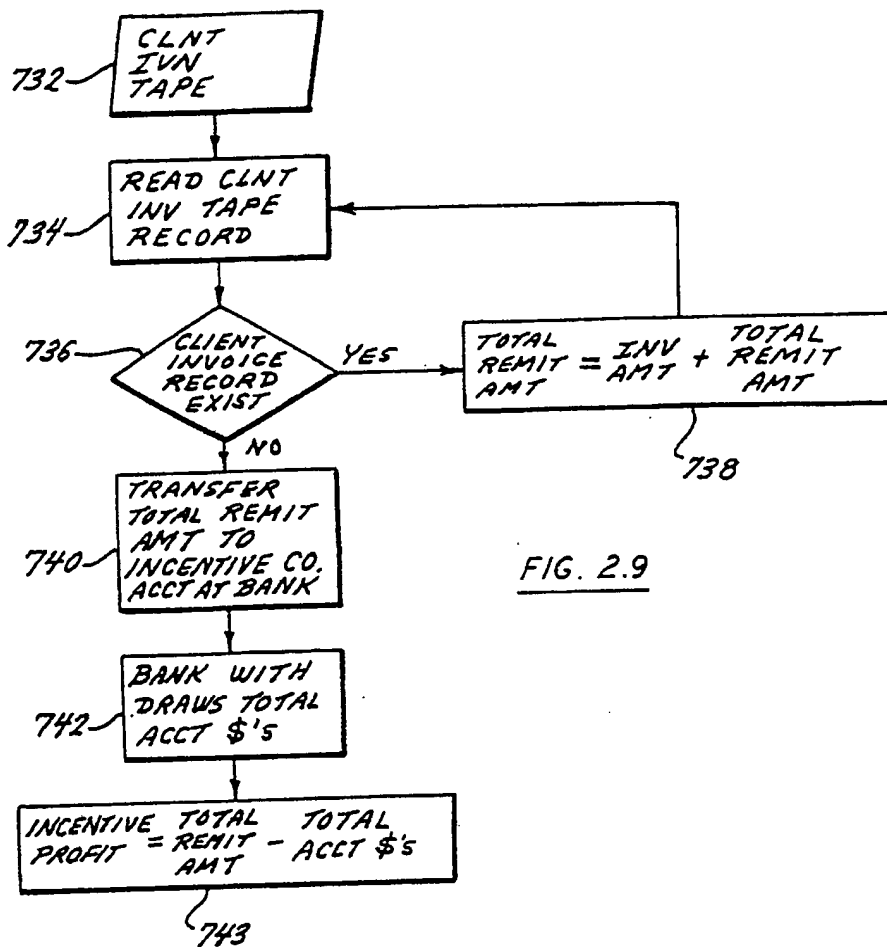 732
CLNT
IVN
TAPE
734
READ CLNT
INV TAPE
RECORD
736
CLIENT
INVOICE
RECORD
EXIST
YES
NO
TOTAL
REMIT
AMT
=
INV
AMT
+
TOTAL
REMIT
AMT
738
740
TRANSFER
TOTAL REMIT
AMT TO
INCENTIVE CO.
ACCT AT BANK
FIG. 2.9
742
BANK WITH
DRAWS TOTAL
ACCT $'s
INCENTIVE
PROFIT
=
TOTAL
REMIT
AMT
-
TOTAL
ACCT $'s
743